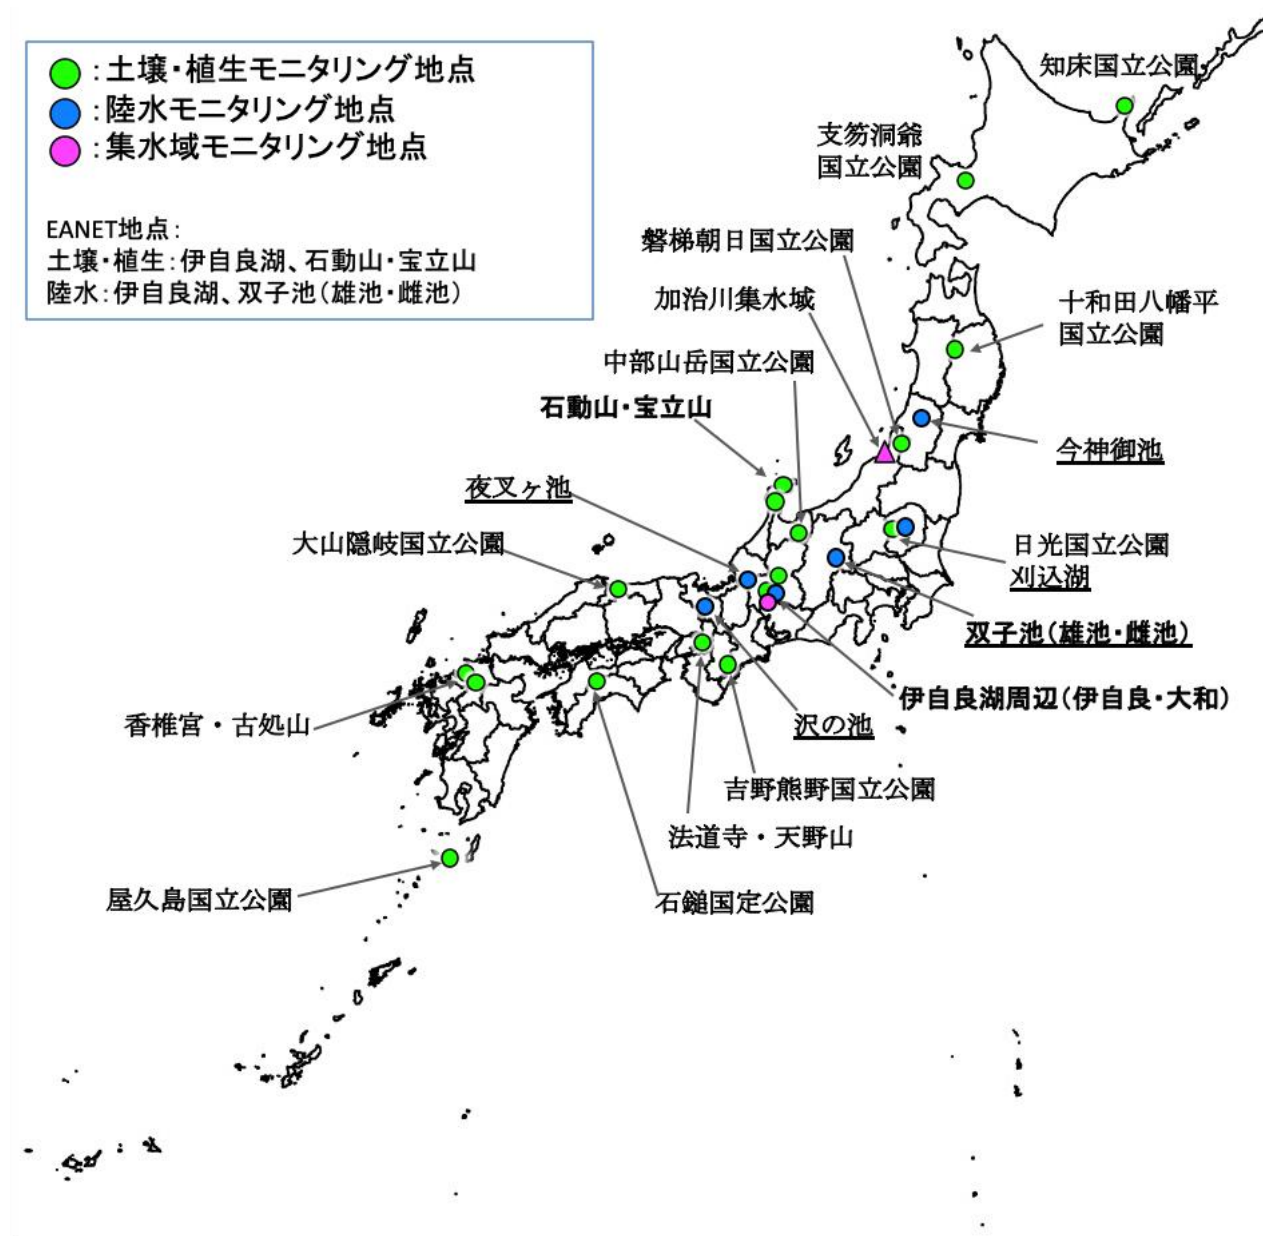 ：土壌・植生モニタリング地点
：陸水モニタリング地点
：集水域モニタリング地点
EANET地点：
土壌・植生：伊自良湖、石動山・宝立山
陸水：伊自良湖、双子池（雄池・雌池）
知床国立公園
支笏洞爺
国立公園
磐梯朝日国立公園
加治川集水域
十和田八幡平
国立公園
中部山岳国立公園
石動山・宝立山
今神御池
夜叉ヶ池
大山隠岐国立公園
日光国立公園
刈込湖
双子池（雄池・雌池）
伊自良湖周辺（伊自良・大和）
香椎宮・古処山
沢の池
吉野熊野国立公園
法道寺・天野山
屋久島国立公園
石鎚国定公園